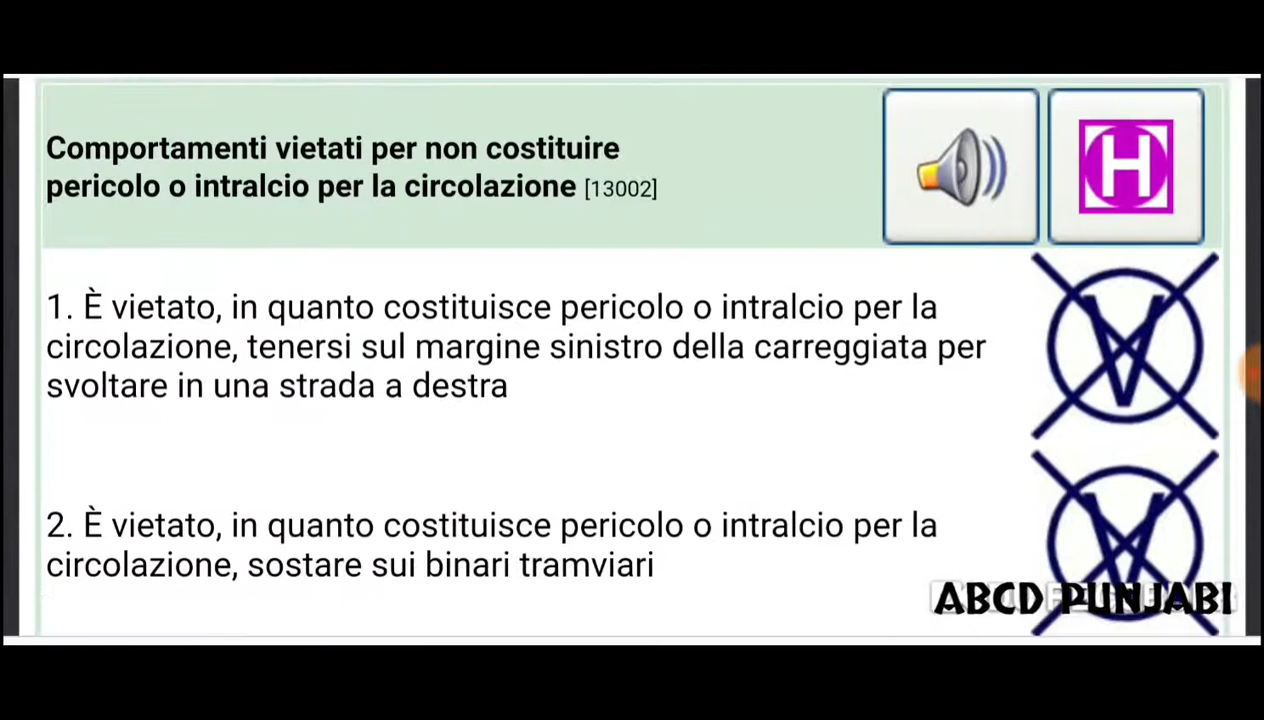 Comportamenti vietati per non costituire
pericolo o intralcio per la circolazione [13002]
H
1. È vietato, in quanto costituisce pericolo o intralcio per la
circolazione, tenersi sul margine sinistro della carreggiata per
svoltare in una strada a destra
V
2. È vietato, in quanto costituisce pericolo o intralcio per la
circolazione, sostare sui binari tramviari
V
ABCD PUNJABI